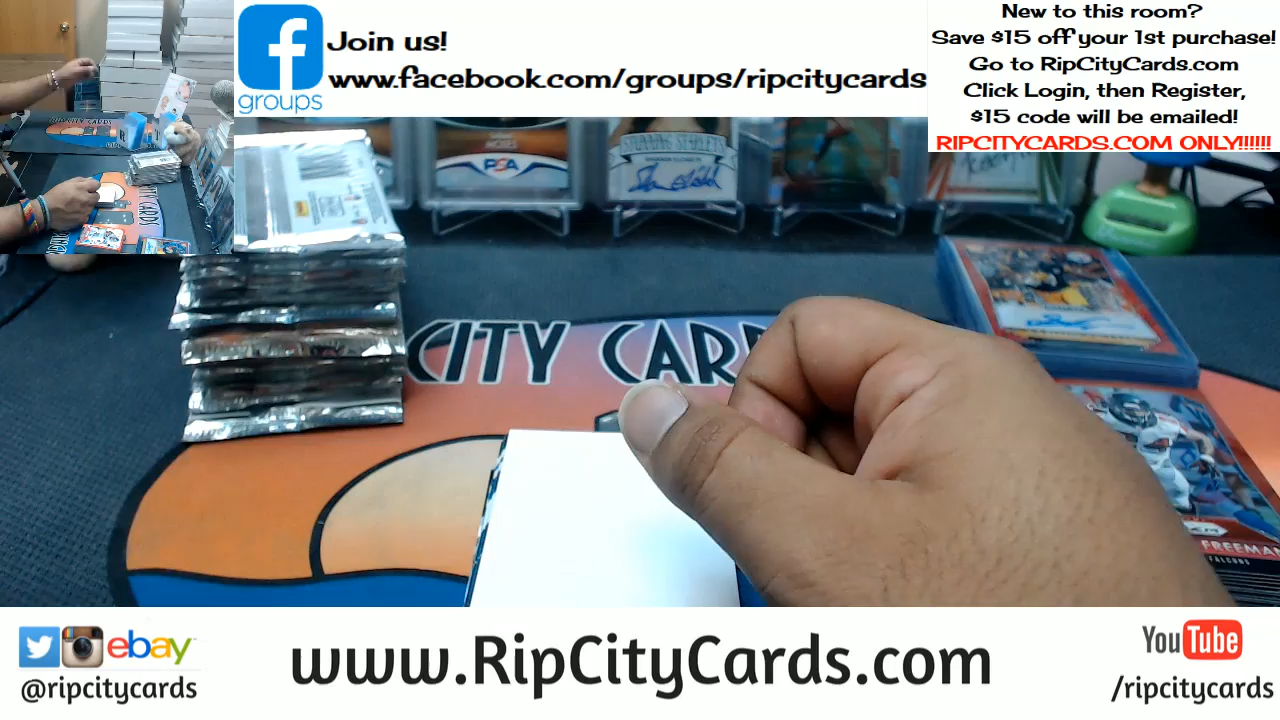 Join us!
www.facebook.com/groups/ripcitycards
groups
New to this room?
Save $15 off your 1st purchase!
Go to RipCityCards.com
Click Login, then Register,
$15 code will be emailed!
RIPCITYCARDS.COM ONLY!!!!!!
PSA
CITY CARD
FREEMAN
FALCONS
ebay
@ripcitycards
www.RipCityCards.com
YouTube
/ripcitycards